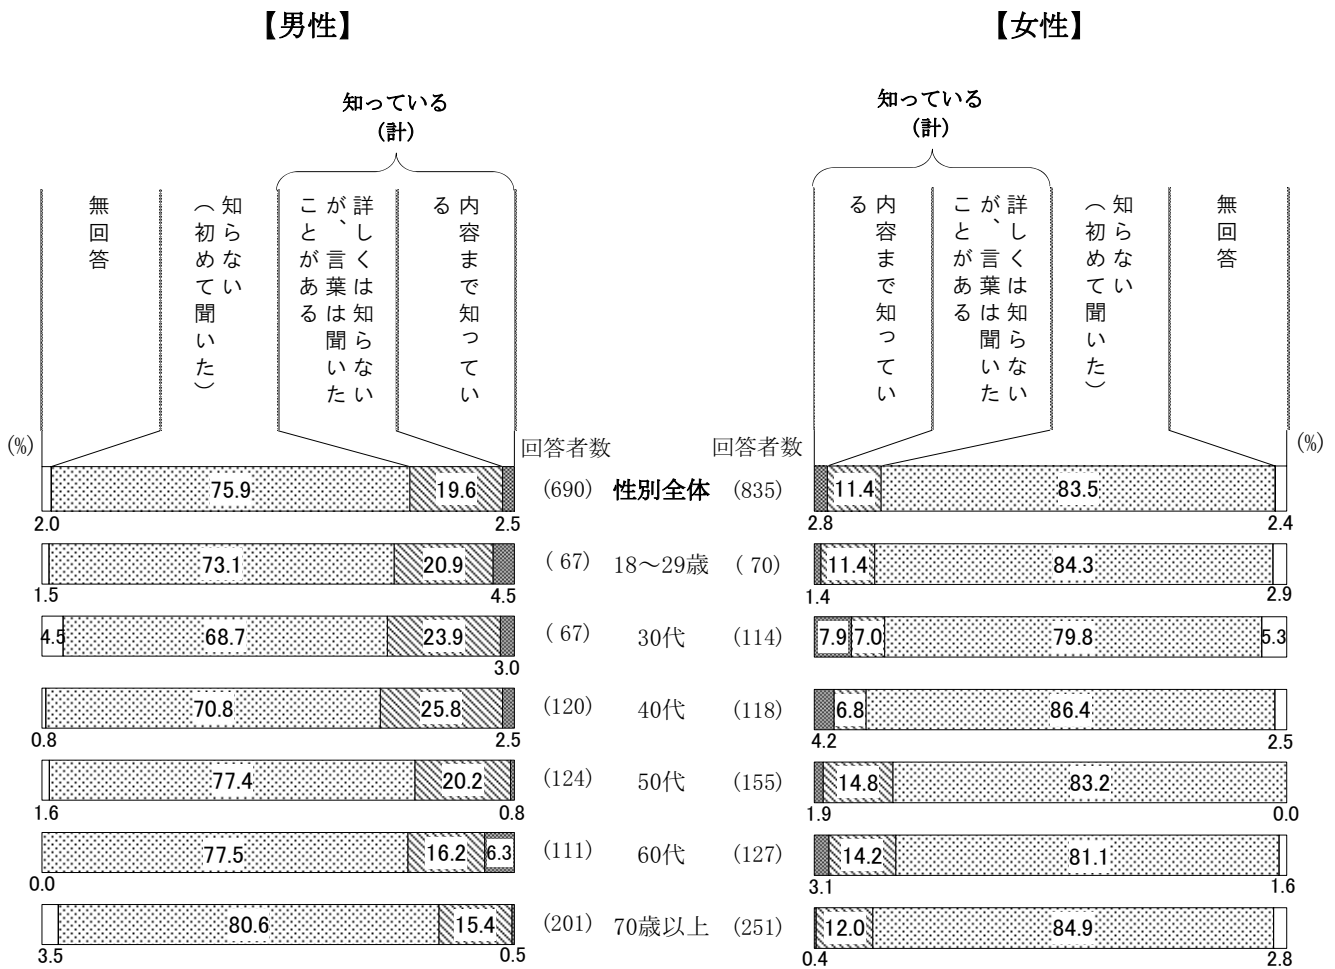 【男性】
【女性】
知っている
(計)
知っている
(計)
無回答
知らない
(初めて聞いた)
詳しくは知らない
が、言葉は聞いた
ことがある
内容まで知ってい
る
内容まで知ってい
る
詳しくは知らない
が、言葉は聞いた
ことがある
知らない
(初めて聞いた)
無回答
(%) 回答者数 回答者数 (%)
75.9 19.6 (690) 性別全体 (835) 11.4 83.5
2.0 2.5 2.8 2.4
73.1 20.9 ( 67) 18～29歳 ( 70) 11.4 84.3
1.5 4.5 1.4 2.9
4.5 68.7 23.9 ( 67) 30代 (114) 7.9 7.0 79.8 5.3
3.0
70.8 25.8 (120) 40代 (118) 6.8 86.4
0.8 2.5 4.2 2.5
77.4 20.2 (124) 50代 (155) 14.8 83.2
1.6 0.8 1.9 0.0
77.5 16.2 6.3 (111) 60代 (127) 14.2 81.1
0.0 3.1 1.6
80.6 15.4 (201) 70歳以上 (251) 12.0 84.9
3.5 0.5 0.4 2.8